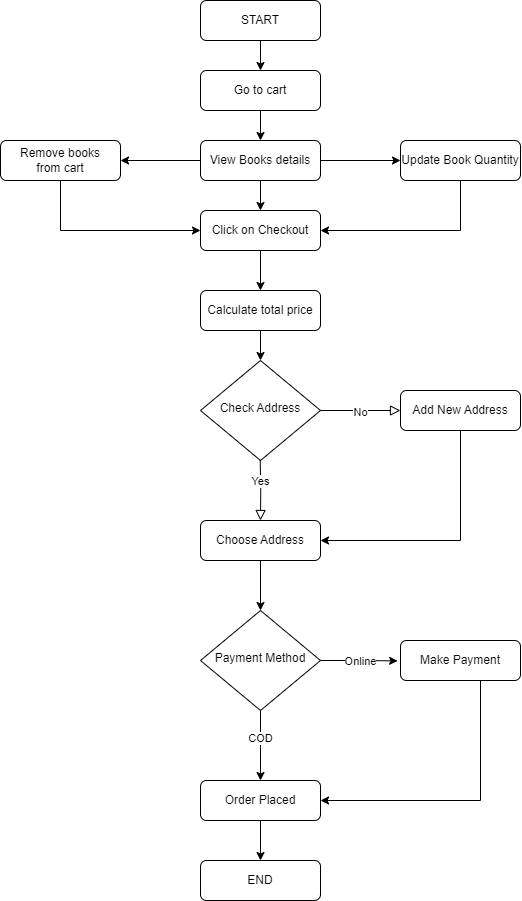 START
Go to cart
Remove books
from cart
View Books details
Update Book Quantity
Click on Checkout
Calculate total price
Check Address
No
Add New Address
Yes
Choose Address
Payment Method
Online
Make Payment
COD
Order Placed
END